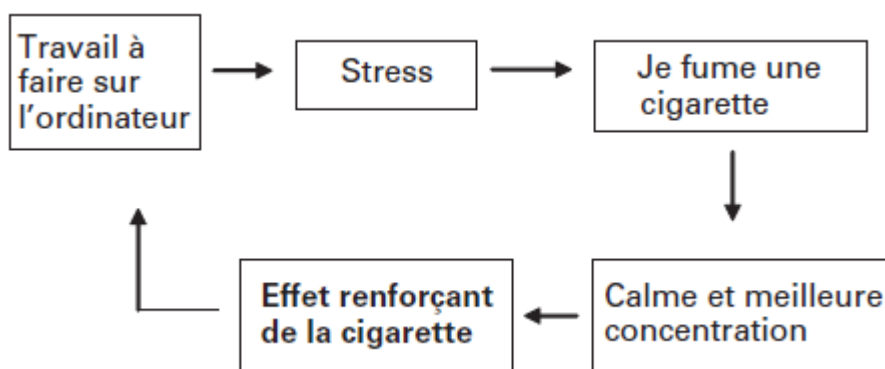 Travail à
faire sur
l'ordinateur
Stress
Je fume une
cigarette
Calme et meilleure
concentration
Effet renforçant
de la cigarette